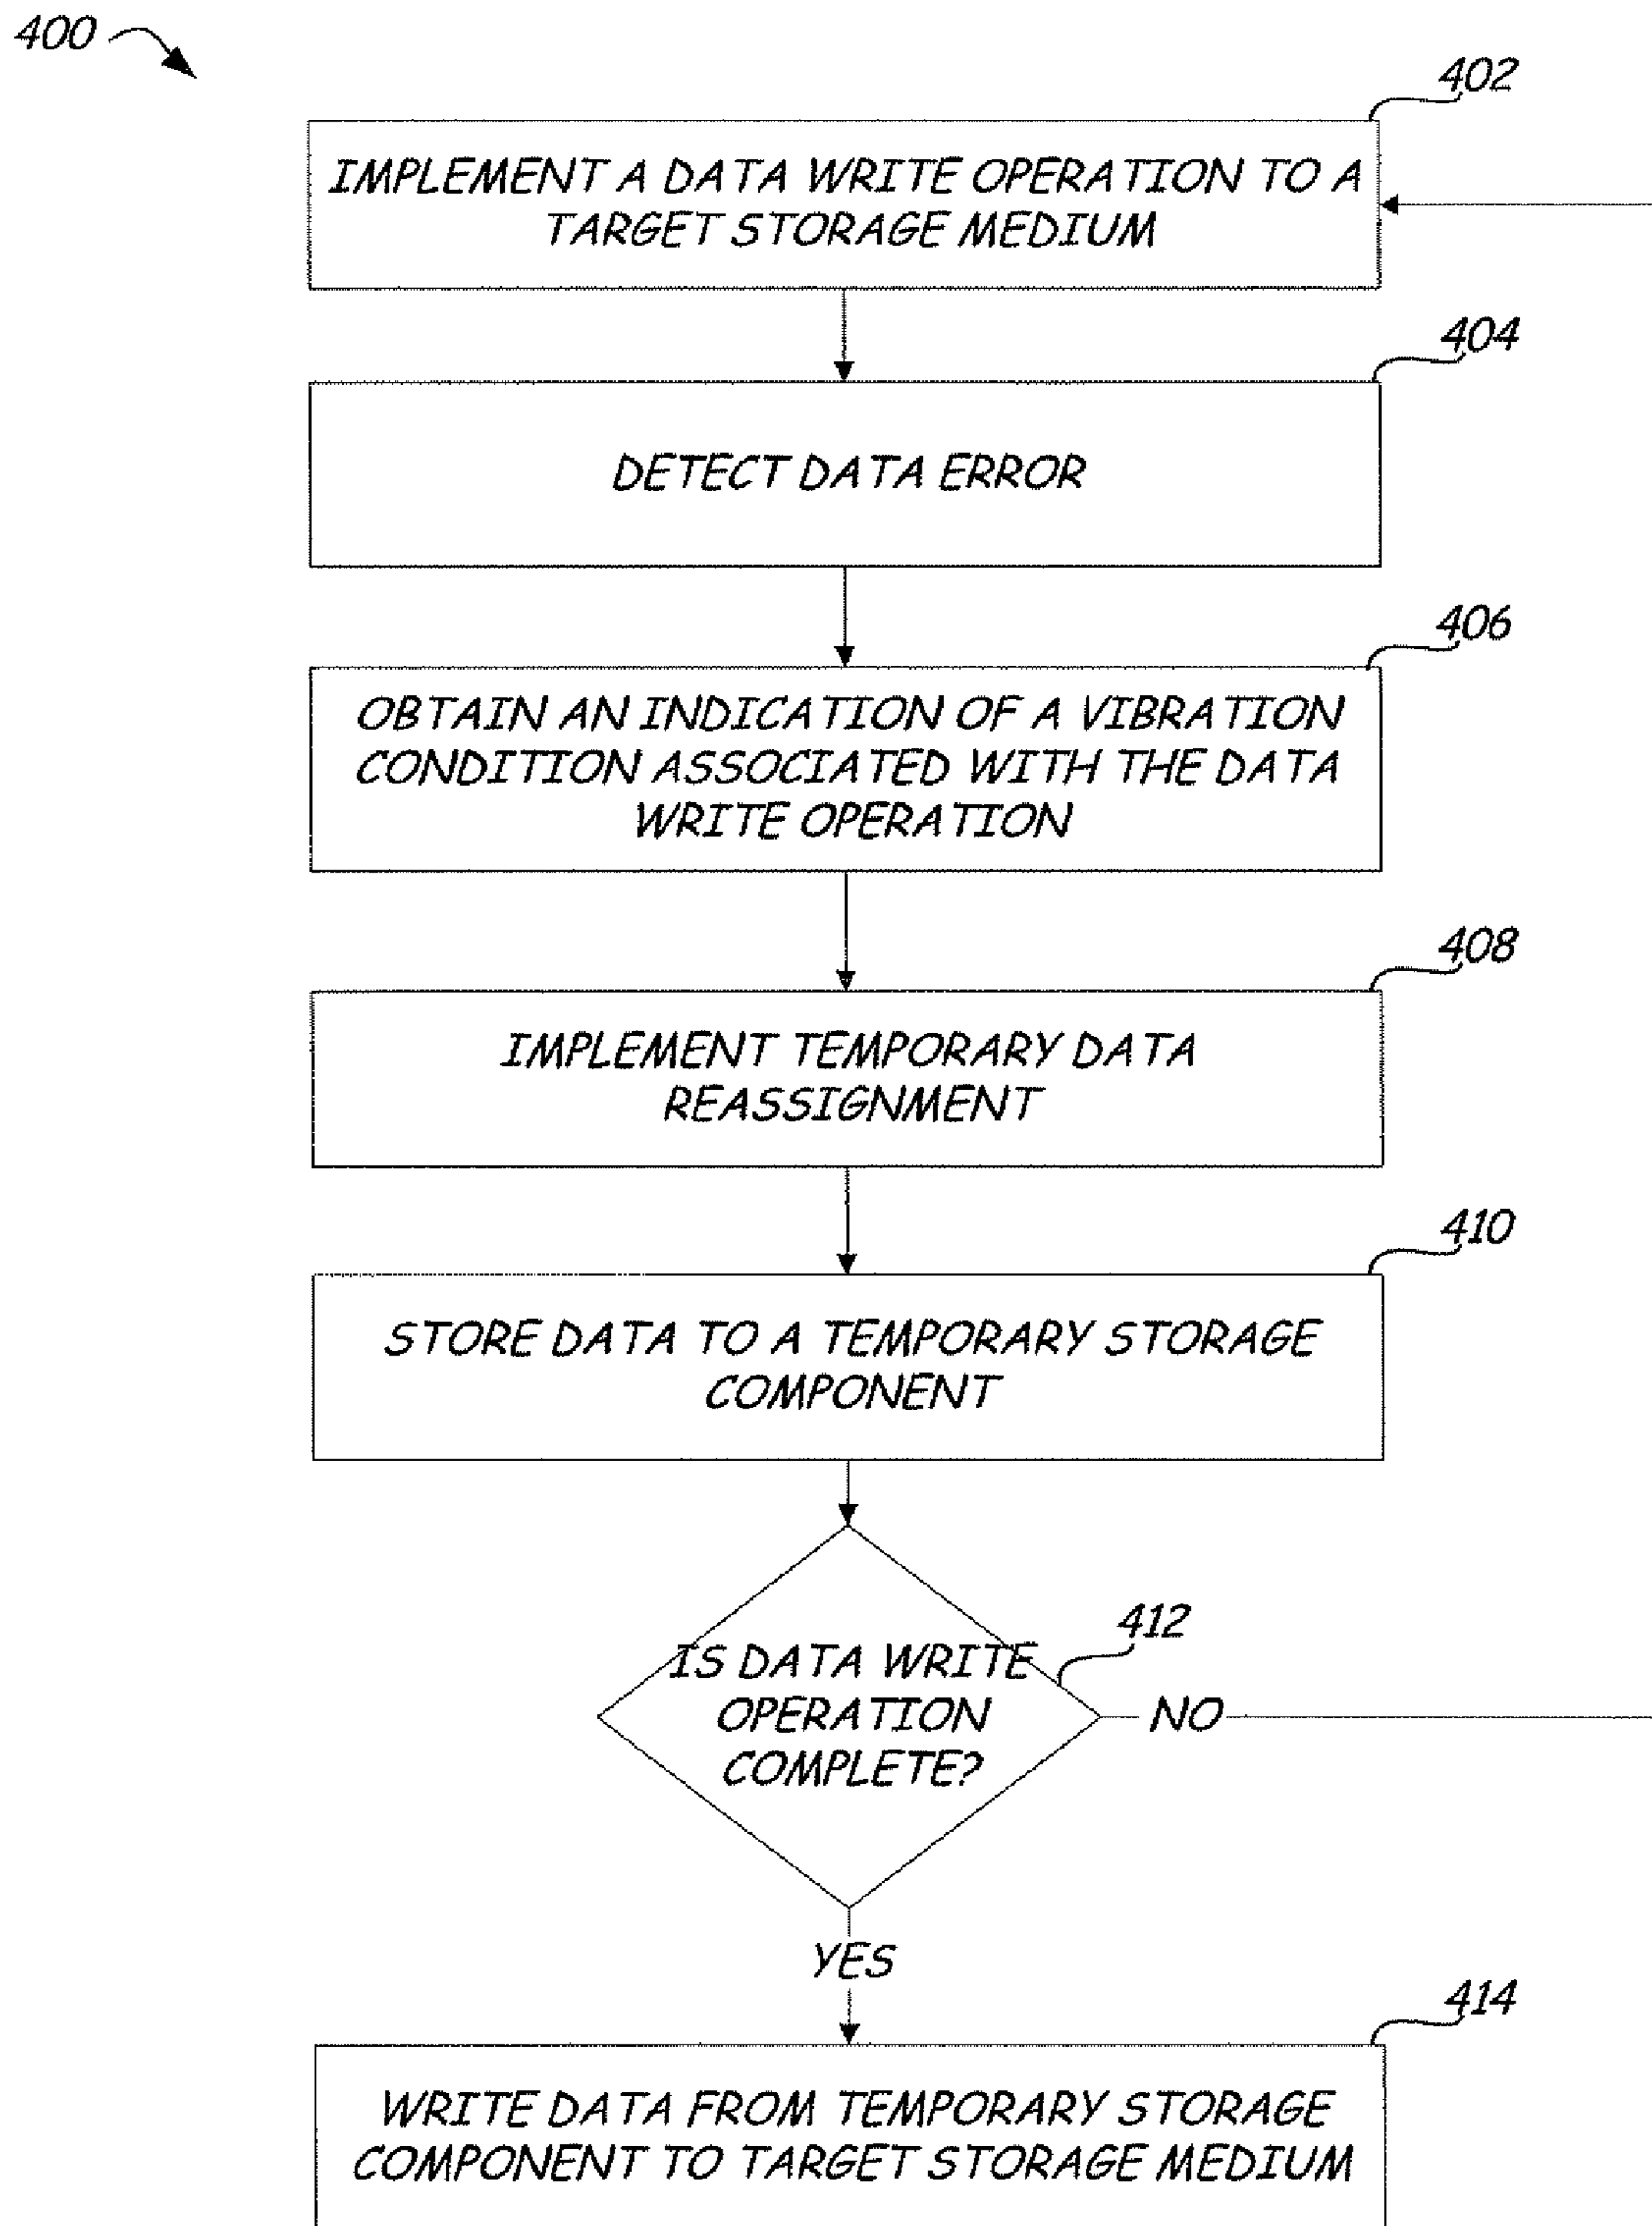 400
402
IMPLEMENT A DATA WRITE OPERATION TO A
TARGET STORAGE MEDIUM
404
DETECT DATA ERROR
406
OBTAIN AN INDICATION OF A VIBRATION
CONDITION ASSOCIATED WITH THE DATA
WRITE OPERATION
408
IMPLEMENT TEMPORARY DATA
REASSIGNMENT
410
STORE DATA TO A TEMPORARY STORAGE
COMPONENT
412
IS DATA WRITE
OPERATION
COMPLETE?
NO
YES
414
WRITE DATA FROM TEMPORARY STORAGE
COMPONENT TO TARGET STORAGE MEDIUM